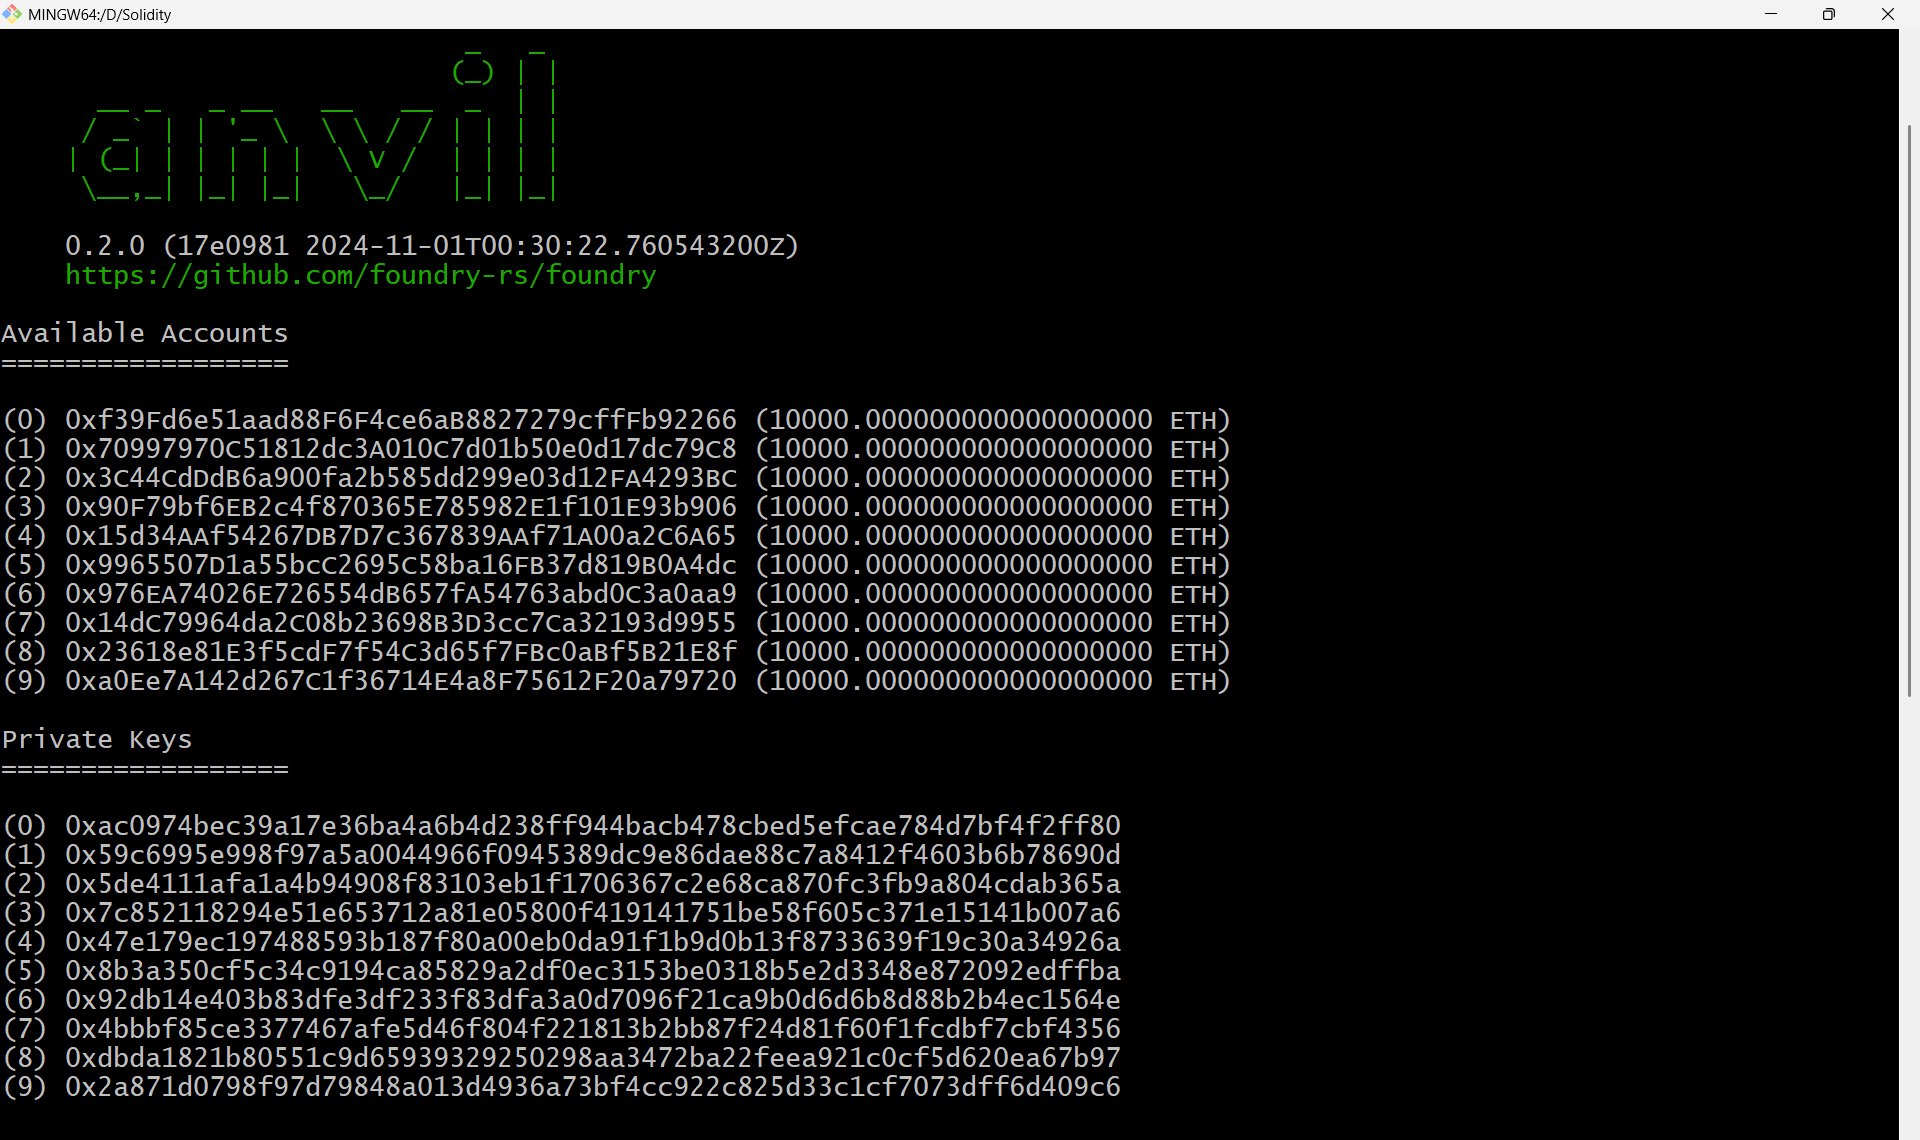 MINGW64:/D/Solidity
anvil
0.2.0 (17e0981 2024-11-01T00:30:22.760543200Z)
https://github.com/foundry-rs/foundry
Available Accounts
==================
(0) 0xf39Fd6e51aad88F6F4ce6aB8827279cffFb92266 (10000.000000000000000000 ETH)
(1) 0x70997970C51812dc3A010C7d01b50e0d17dc79C8 (10000.000000000000000000 ETH)
(2) 0x3C44CdDdB6a900fa2b585dd299e03d12FA4293BC (10000.000000000000000000 ETH)
(3) 0x90F79bf6EB2c4f870365E785982E1f101E93b906 (10000.000000000000000000 ETH)
(4) 0x15d34AAf54267DB7D7c367839AAf71A00a2C6A65 (10000.000000000000000000 ETH)
(5) 0x9965507D1a55bcC2695C58ba16FB37d819B0A4dc (10000.000000000000000000 ETH)
(6) 0x976EA74026E726554dB657fA54763abd0C3a0aa9 (10000.000000000000000000 ETH)
(7) 0x14dC79964da2C08b23698B3D3cc7Ca32193d9955 (10000.000000000000000000 ETH)
(8) 0x23618e81E3f5cdF7f54C3d65f7FBc0aBf5B21E8f (10000.000000000000000000 ETH)
(9) 0xa0Ee7A142d267C1f36714E4a8F75612F20a79720 (10000.000000000000000000 ETH)
Private Keys
==================
(0) 0xac0974bec39a17e36ba4a6b4d238ff944bacb478cbed5efcae784d7bf4f2ff80
(1) 0x59c6995e998f97a5a0044966f0945389dc9e86dae88c7a8412f4603b6b78690d
(2) 0x5de4111afa1a4b94908f83103eb1f1706367c2e68ca870fc3fb9a804cdab365a
(3) 0x7c852118294e51e653712a81e05800f419141751be58f605c371e15141b007a6
(4) 0x47e179ec197488593b187f80a00eb0da91f1b9d0b13f8733639f19c30a34926a
(5) 0x8b3a350cf5c34c9194ca85829a2df0ec3153be0318b5e2d3348e872092edffba
(6) 0x92db14e403b83dfe3df233f83dfa3a0d7096f21ca9b0d6d6b8d88b2b4ec1564e
(7) 0x4bbbf85ce3377467afe5d46f804f221813b2bb87f24d81f60f1fcdbf7cbf4356
(8) 0xdbda1821b80551c9d65939329250298aa3472ba22feea921c0cf5d620ea67b97
(9) 0x2a871d0798f97d79848a013d4936a73bf4cc922c825d33c1cf7073dff6d409c6